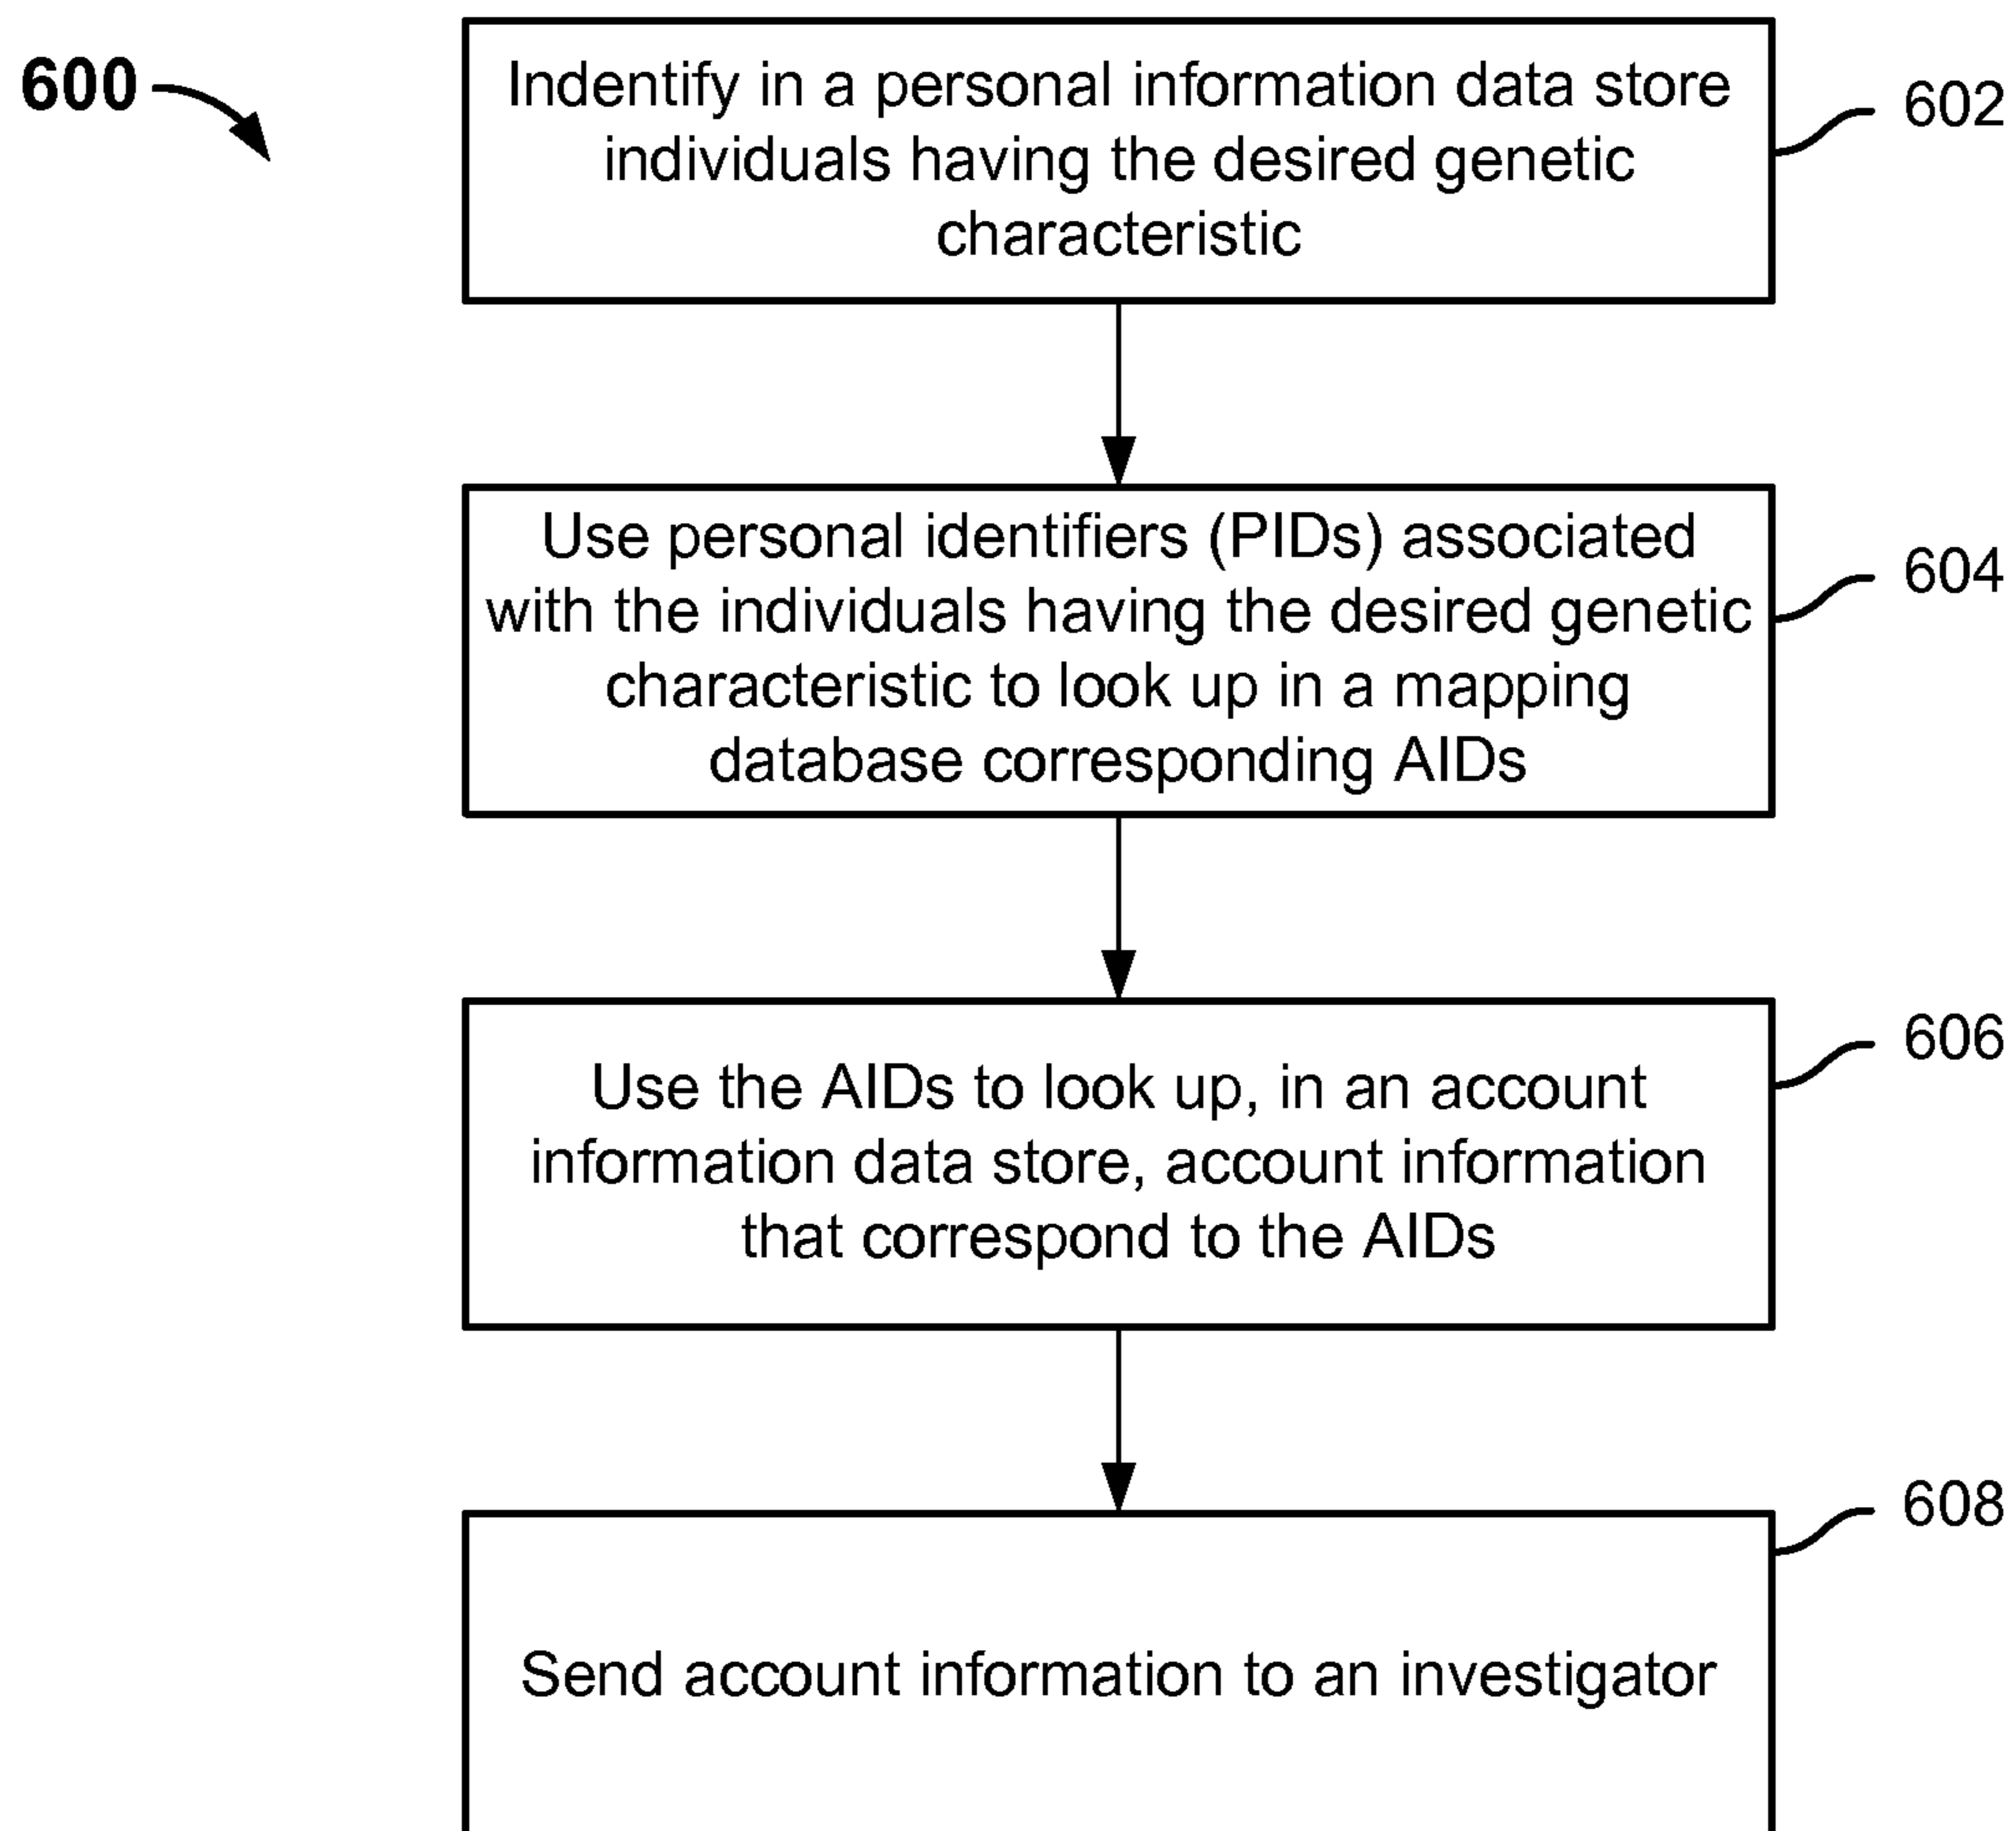 600
Indentify in a personal information data store
individuals having the desired genetic
characteristic
602
Use personal identifiers (PIDs) associated
with the individuals having the desired genetic
characteristic to look up in a mapping
database corresponding AIDs
604
Use the AIDs to look up, in an account
information data store, account information
that correspond to the AIDs
606
Send account information to an investigator
608